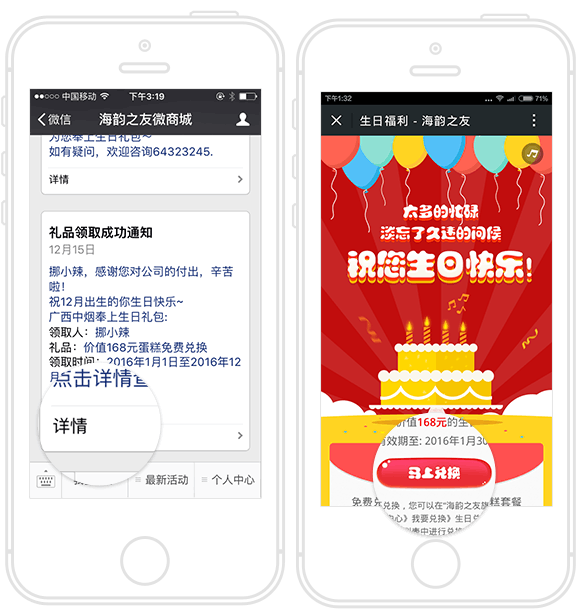 中国移动 下午3:19
微信 海韵之友微商城
为您奉上生日礼包~
如有疑问，欢迎咨询64323245.
详情
礼品领取成功通知
12月15日
挪小辣，感谢您对公司的付出，辛苦
啦！
祝12月出生的你生日快乐~
广西中烟奉上生日礼包:
领取人：挪小辣
礼品：价值168元蛋糕免费兑换
领取时间：2016年1月1日至2016年12
点击详情
详情
最新活动
个人中心
下午1:32 71%
生日福利 - 海韵之友
太多的忙碌
淡忘了久违的问候
祝您生日快乐!
价值168元的生
有效期至: 2016年1月30
马上兑换
免费兑换，您可以在"海韵之友
糕套餐
心》我要兑换》生日
中进行兑换